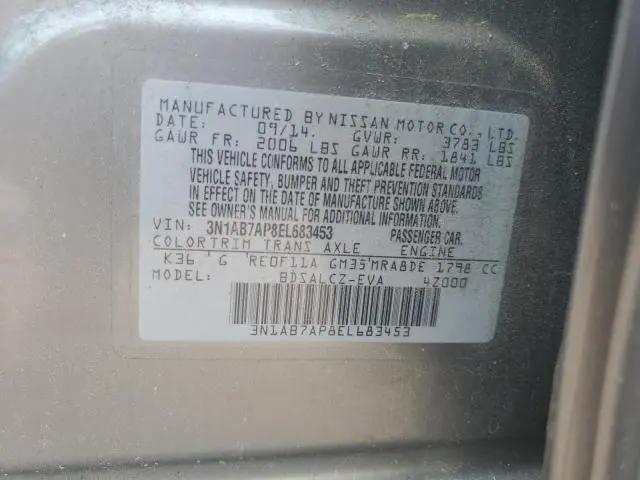 MANUFACTURED BY NISSAN MOTOR CO., LTD.
DATE: 09/14. GVWR: 3783 LBS
GAWR FR: 2006 LBS GAWR RR: 1841 LBS
THIS VEHICLE CONFORMS TO ALL APPLICABLE FEDERAL MOTOR
VEHICLE SAFETY, BUMPER AND THEFT PREVENTION STANDARDS
IN EFFECT ON THE DATE OF MANUFACTURE SHOWN ABOVE.
SEE OWNER'S MANUAL FOR ADDITIONAL INFORMATION.
VIN: 3N1AB7AP8EL683453 PASSENGER CAR.
COLOR TRIM TRANS AXLE ENGINE
K36 G RE0F11A GM35 MRA8DE 1798 CC
MODEL: BDSALCZ-EVA 4Z000
3N1AB7AP8EL683453